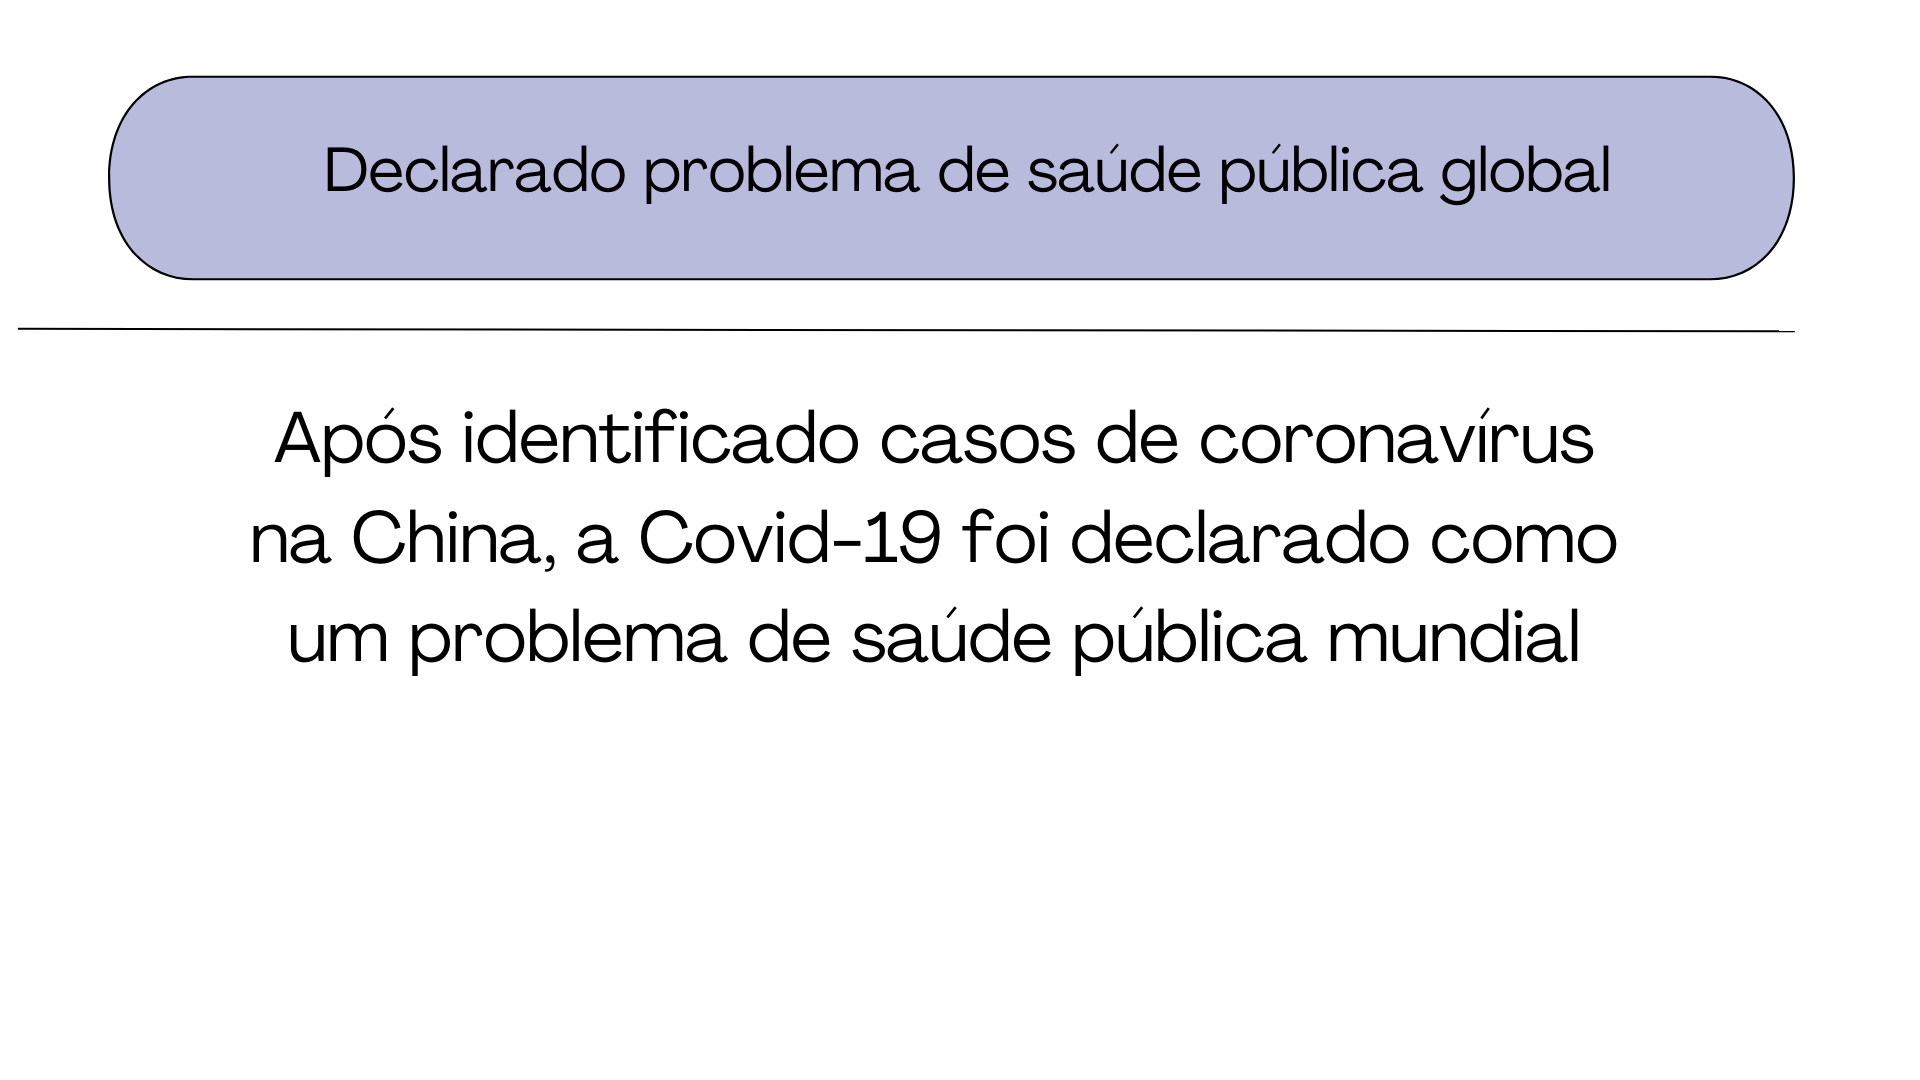 Declarado problema de saúde pública global
Após identificado casos de coronavírus
na China, a Covid-19 foi declarado como
um problema de saúde pública mundial